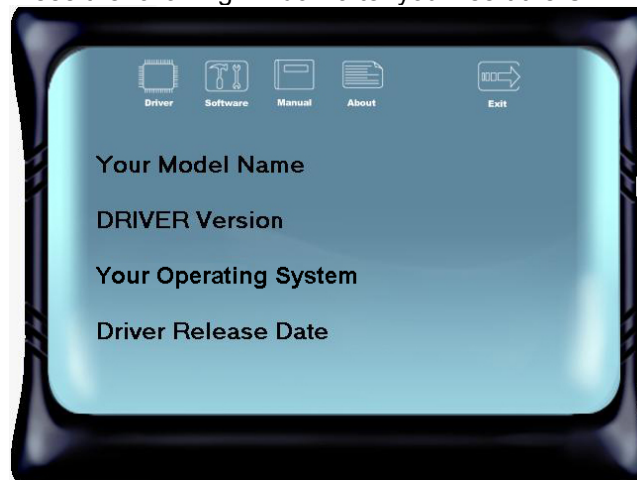 Driver Software Manual About Exit
Your Model Name
DRIVER Version
Your Operating System
Driver Release Date